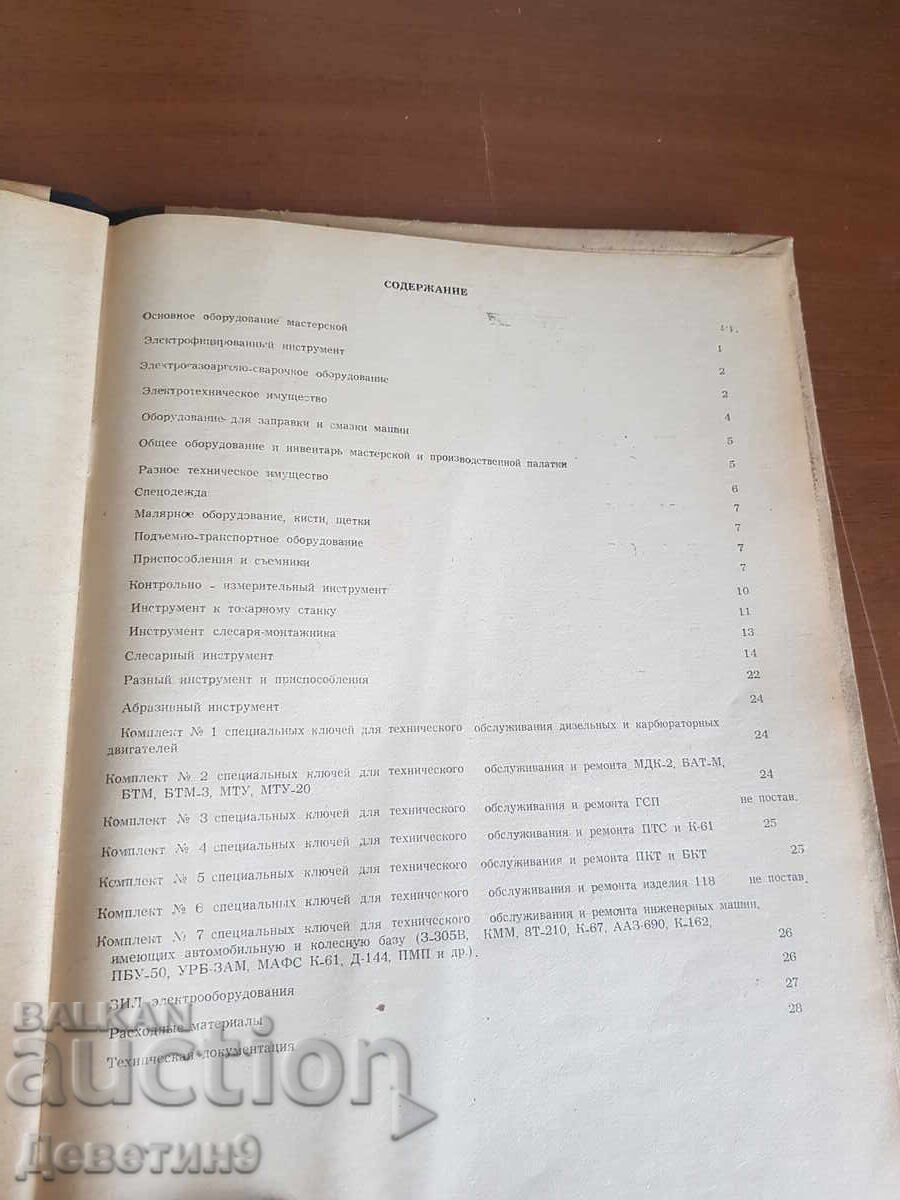 СОДЕРЖАНИЕ
Основное оборудование мастерской
Электрофицированный инструмент 1
Электрогазоаргоно-сварочное оборудование 2
Электротехническое имущество 2
Оборудование для заправки и смазки машин 4
Общее оборудование и инвентарь мастерской и производственной палатки 5
Разное техническое имущество 5
Спецодежда 6
Малярное оборудование, кисти, щетки 7
Подъемно-транспортное оборудование 7
Приспособления и съемники 7
7
Контрольно - измерительный инструмент 10
Инструмент к токарному станку 11
Инструмент слесаря-монтажника 13
Слесарный инструмент 14
Разный инструмент и приспособления 22
Абразивный инструмент 24
Комплект № 1 специальных ключей для технического обслуживания дизельных и карбюраторных
двигателей 24
Комплект № 2 специальных ключей для технического обслуживания и ремонта МДК-2, БАТ-М,
БТМ, БТМ-3, МТУ, МТУ-20 24
Комплект № 3 специальных ключей для технического обслуживания и ремонта ГСП не постав.
Комплект № 4 специальных ключей для технического обслуживания и ремонта ПТС и К-61 25
Комплект № 5 специальных ключей для технического обслуживания и ремонта ПКТ и БКТ 25
Комплект № 6 специальных ключей для технического обслуживания и ремонта изделия 118 не постав.
Комплект № 7 специальных ключей для технического обслуживания и ремонта инженерных машин,
имеющих автомобильную и колесную базу (З-305В, КММ, 8Т-210, К-67, ААЗ-690, К-162,
ПБУ-50, УРБ-ЗАМ, МАФС К-61, Д-144, ПМП и др.). 26
ЗИП электрооборудования 26
Расходные материалы 27
Техническая документация 28
BALKAN
auction
Деветин9